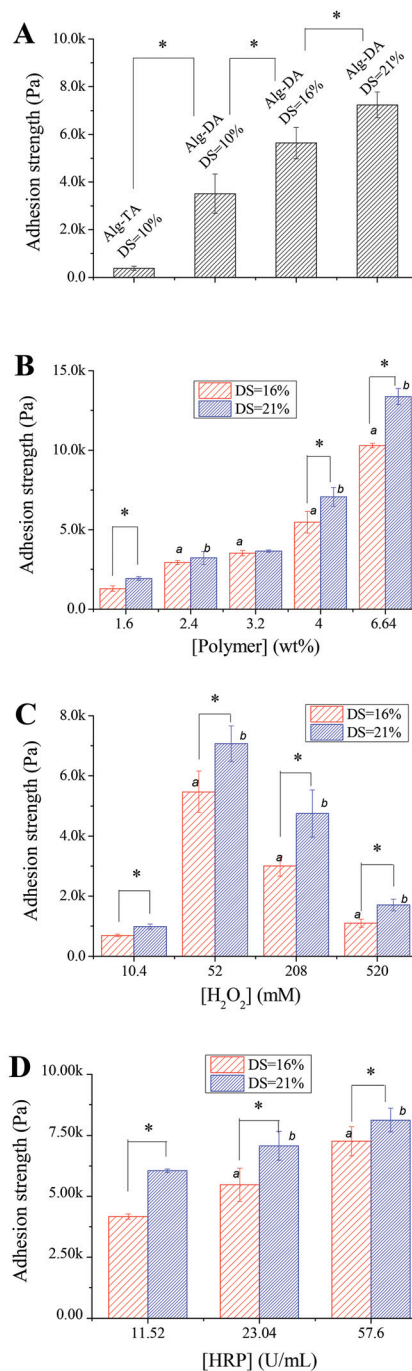 A
Adhesion strength (Pa)
10.0k
8.0k
6.0k
4.0k
2.0k
0.0
*
*
*
Alg-TA
DS=10%
Alg-DA
DS=10%
Alg-DA
DS=16%
Alg-DA
DS=21%
B
Adhesion strength (Pa)
15.0k
10.0k
5.0k
0.0
DS=16%
DS=21%
*
a b
*
a b
*
a b
1.6 2.4 3.2 4 6.64
[Polymer] (wt%)
C
Adhesion strength (Pa)
8.0k
6.0k
4.0k
2.0k
0.0
DS=16%
DS=21%
*
*
a b
*
a b
*
a b
10.4 52 208 520
[H₂O₂] (mM)
D
Adhesion strength (Pa)
10.00k
7.50k
5.00k
2.50k
0.00
DS=16%
DS=21%
*
*
a b
*
a b
11.52 23.04 57.6
[HRP] (U/mL)